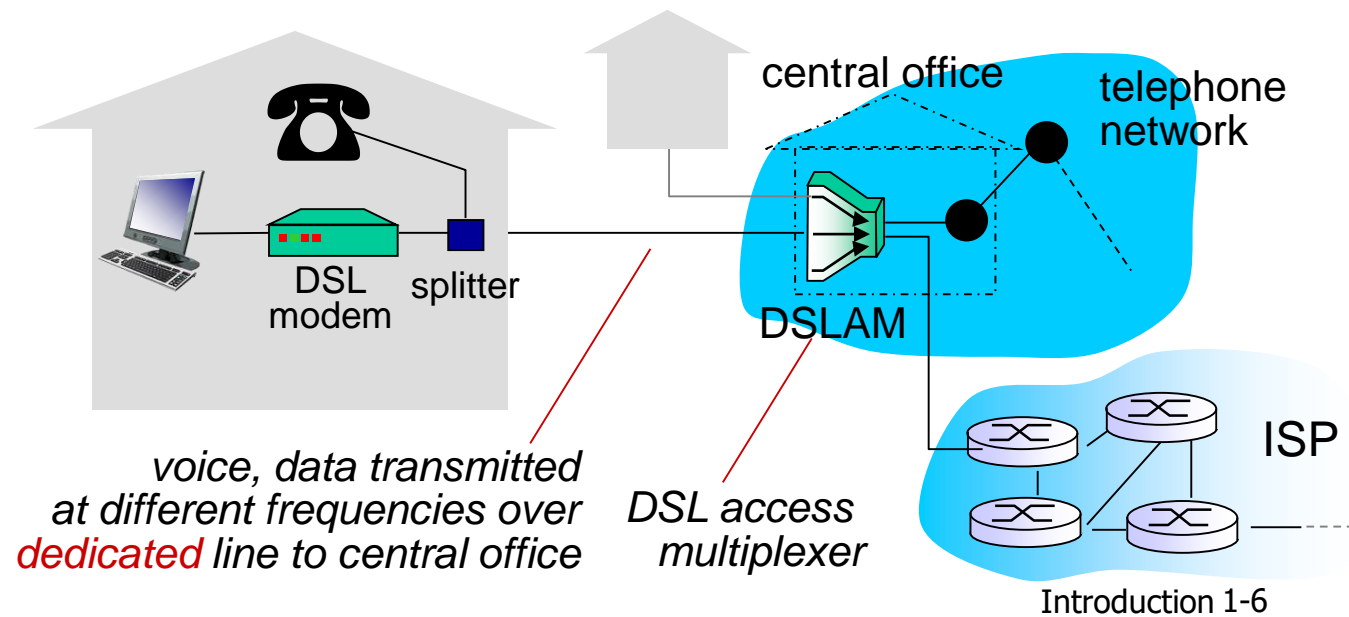 central office
telephone
network
DSL
modem
splitter
DSLAM
voice, data transmitted
at different frequencies over
dedicated line to central office
DSL access
multiplexer
ISP
Introduction 1-6